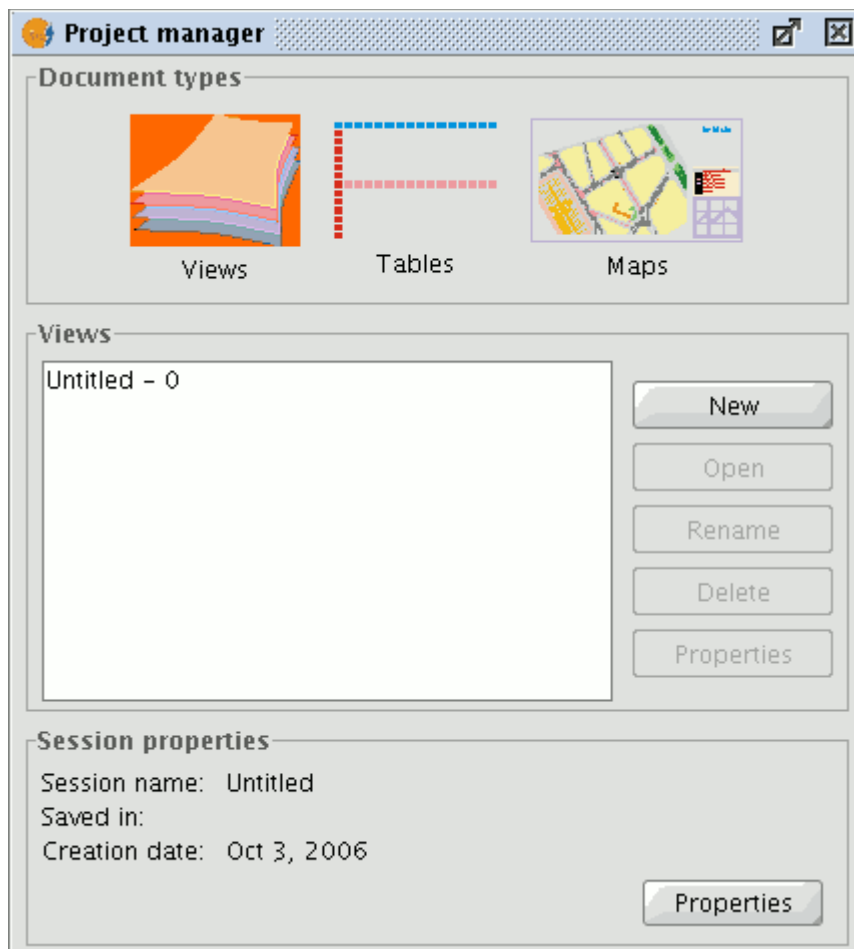 Project manager
Document types
Views
Tables
Maps
Views
Untitled - 0
New
Open
Rename
Delete
Properties
Session properties
Session name: Untitled
Saved in:
Creation date: Oct 3, 2006
Properties